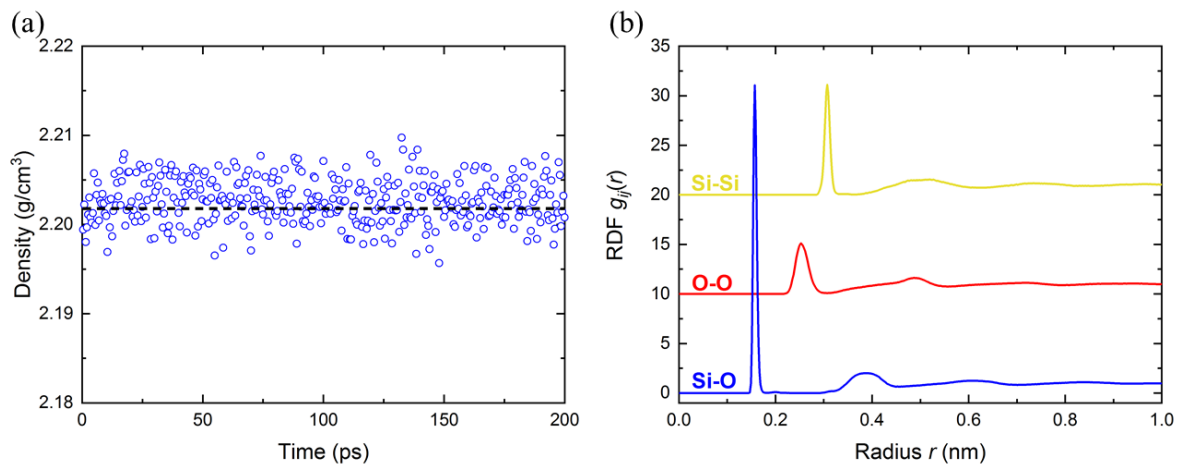 (a)
2.22
2.21
2.20
2.19
2.18
Density (g/cm³)
0
50
100
150
200
Time (ps)
(b)
35
30
25
20
15
10
5
0
RDF gᵢⱼ(r)
Si-Si
O-O
Si-O
0.0
0.2
0.4
0.6
0.8
1.0
Radius r (nm)